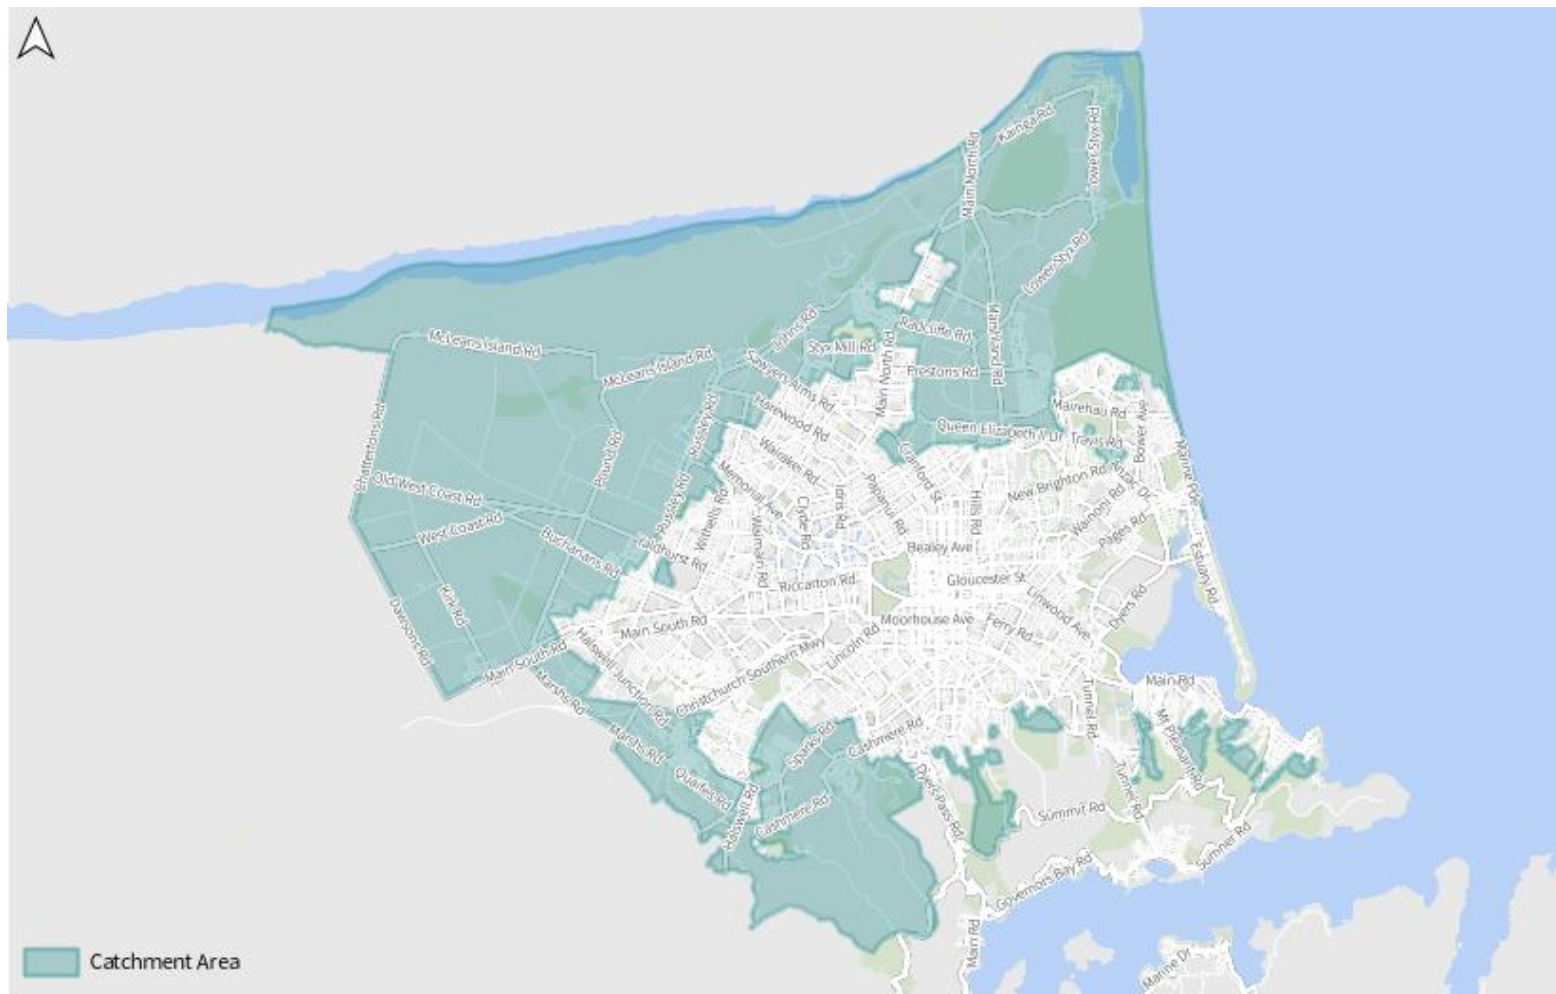 Kainga Rd
Main North Rd
Lower Styx Rd
Lower Styx Rd
Johns Rd
Radcliffe Rd
Main North Rd
Marshland Rd
McLeans Island Rd
McLeans Island Rd
Styx Mill Rd
Sawyers Arms Rd
Prestons Rd
Harewood Rd
Russley Rd
Chattertons Rd
Mairehau Rd
Bower Ave
Queen Elizabeth II Dr
Travis Rd
Pound Rd
Wairakei Rd
Cranford St
Marine Pde
Memorial Ave
Old West Coast Rd
Russley Rd
Withells Rd
Clyde Rd
Idris Rd
Papanui Rd
Hills Rd
New Brighton Rd
Anzac Dr
Wainoni Rd
Pages Rd
West Coast Rd
Buchanans Rd
Yaldhurst Rd
Waimairi Rd
Bealey Ave
Riccarton Rd
Gloucester St
Estuary Rd
Kirk Rd
Dawsons Rd
Linwood Ave
Dyers Rd
Main South Rd
Moorhouse Ave
Ferry Rd
Main South Rd
Halswell Junction Rd
Christchurch Southern Mwy
Lincoln Rd
Marshs Rd
Main Rd
Tunnel Rd
Marshs Rd
Sparks Rd
Cashmere Rd
Mt Pleasant Rd
Quaifes Rd
Halswell Rd
Cashmere Rd
Dyers Pass Rd
Tunnel Rd
Summit Rd
Sumner Rd
Governors Bay Rd
Main Rd
Marine Dr
Catchment Area